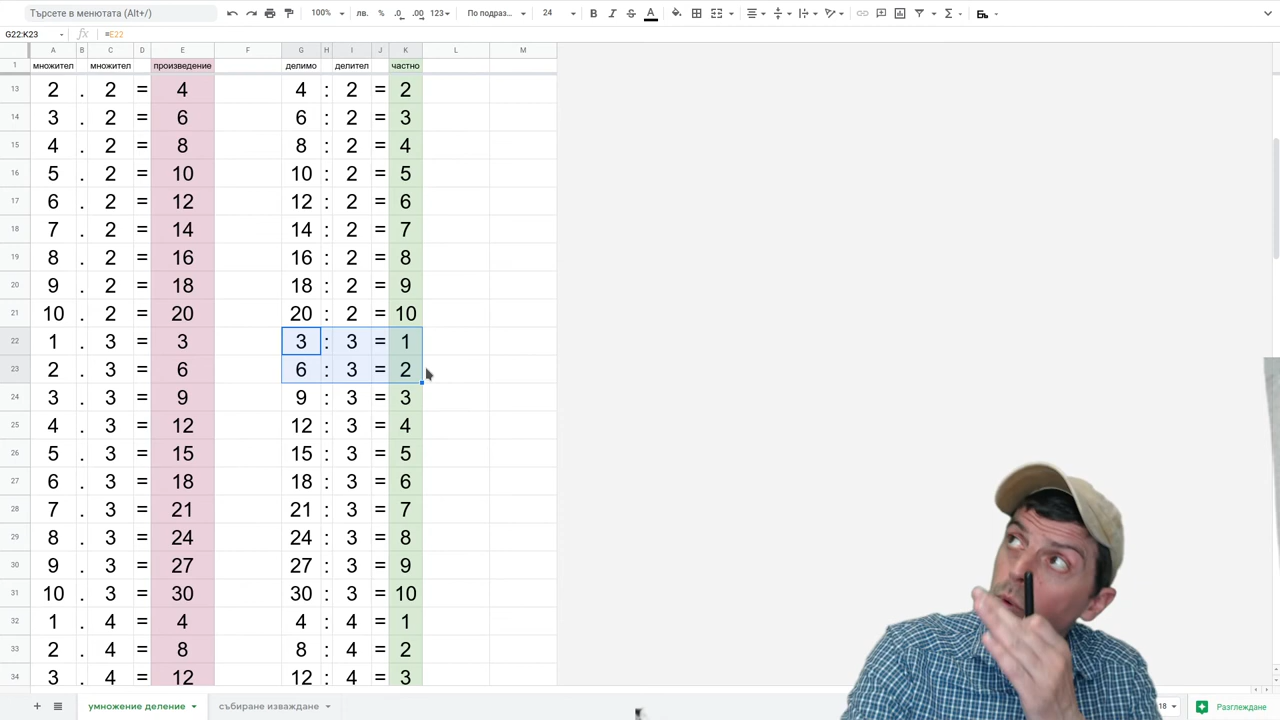 Търсете в менютата (Alt+/) 100% лв. % .0 .00 123 По подраз... 24 B I S A Σ
G22:K23 fx =E22
A B C D E F G H I J K L M
1 множител множител произведение делимо делител частно
13 2 . 2 = 4 4 : 2 = 2
14 3 . 2 = 6 6 : 2 = 3
15 4 . 2 = 8 8 : 2 = 4
16 5 . 2 = 10 10 : 2 = 5
17 6 . 2 = 12 12 : 2 = 6
18 7 . 2 = 14 14 : 2 = 7
19 8 . 2 = 16 16 : 2 = 8
20 9 . 2 = 18 18 : 2 = 9
21 10 . 2 = 20 20 : 2 = 10
22 1 . 3 = 3 3 : 3 = 1
23 2 . 3 = 6 6 : 3 = 2
24 3 . 3 = 9 9 : 3 = 3
25 4 . 3 = 12 12 : 3 = 4
26 5 . 3 = 15 15 : 3 = 5
27 6 . 3 = 18 18 : 3 = 6
28 7 . 3 = 21 21 : 3 = 7
29 8 . 3 = 24 24 : 3 = 8
30 9 . 3 = 27 27 : 3 = 9
31 10 . 3 = 30 30 : 3 = 10
32 1 . 4 = 4 4 : 4 = 1
33 2 . 4 = 8 8 : 4 = 2
34 3 . 4 = 12 12 : 4 = 3
умножение деление събиране изваждане 18 Разглеждане